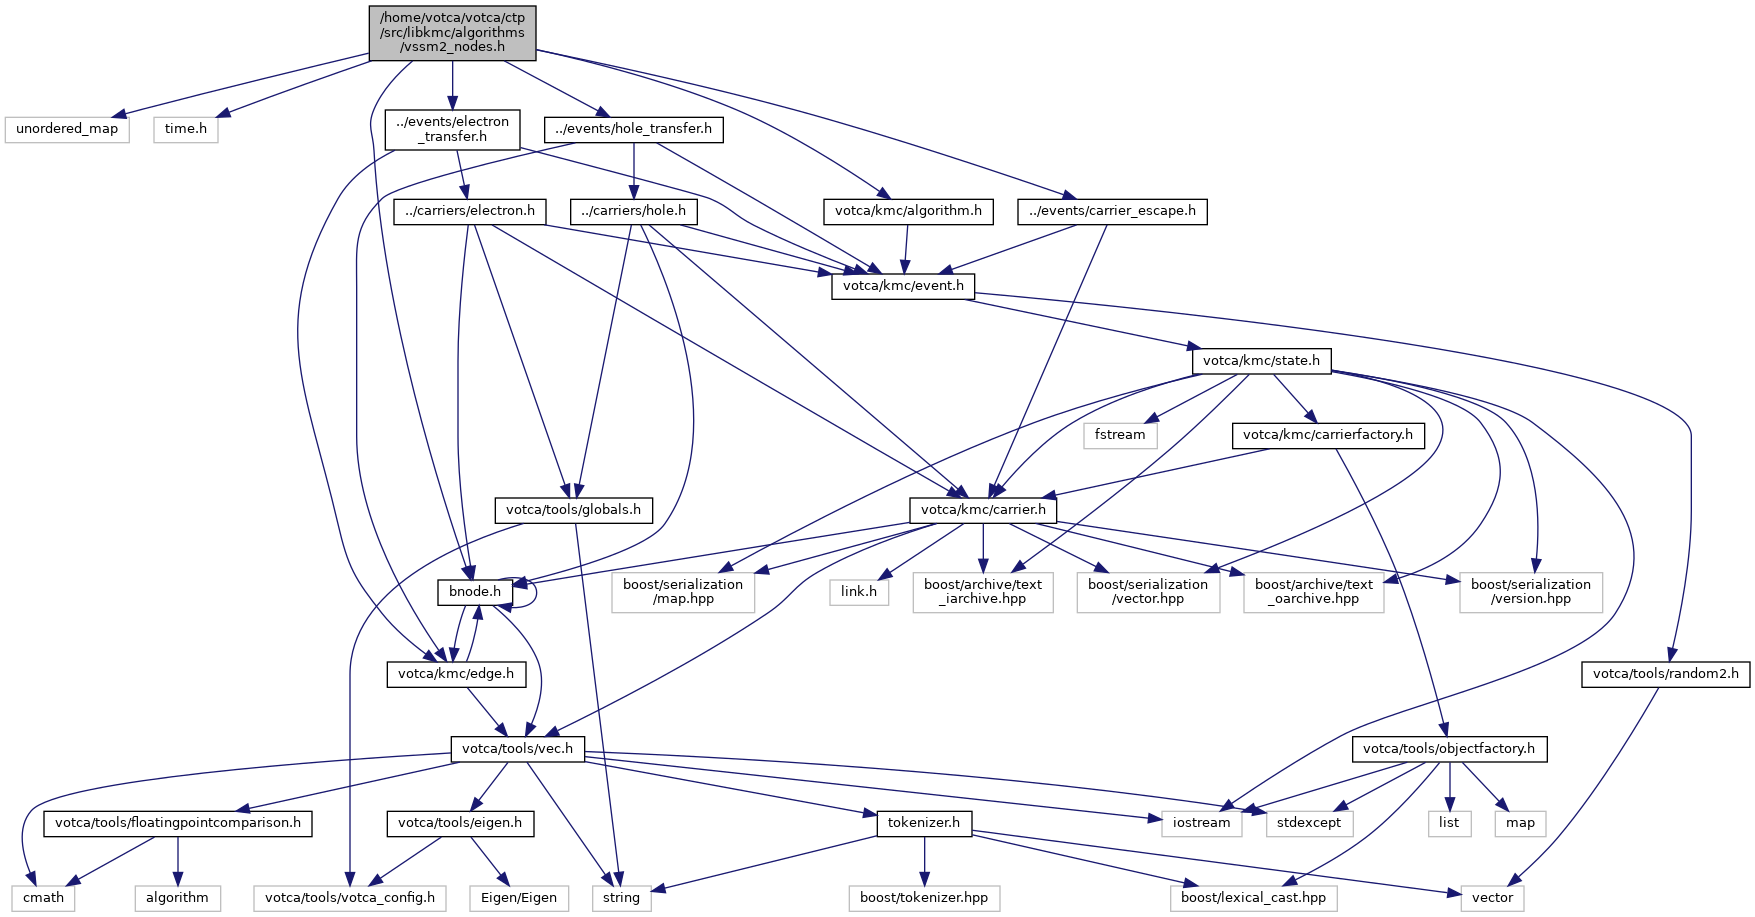 /home/votca/votca/ctp
/src/libkmc/algorithms
/vssm2_nodes.h
unordered_map
time.h
../events/electron
_transfer.h
../events/hole_transfer.h
../carriers/electron.h
../carriers/hole.h
votca/kmc/algorithm.h
../events/carrier_escape.h
votca/kmc/event.h
votca/kmc/state.h
fstream
votca/kmc/carrierfactory.h
votca/tools/globals.h
votca/kmc/carrier.h
bnode.h
boost/serialization
/map.hpp
link.h
boost/archive/text
_iarchive.hpp
boost/serialization
/vector.hpp
boost/archive/text
_oarchive.hpp
boost/serialization
/version.hpp
votca/kmc/edge.h
votca/tools/random2.h
votca/tools/vec.h
votca/tools/objectfactory.h
votca/tools/floatingpointcomparison.h
votca/tools/eigen.h
tokenizer.h
iostream
stdexcept
list
map
cmath
algorithm
votca/tools/votca_config.h
Eigen/Eigen
string
boost/tokenizer.hpp
boost/lexical_cast.hpp
vector